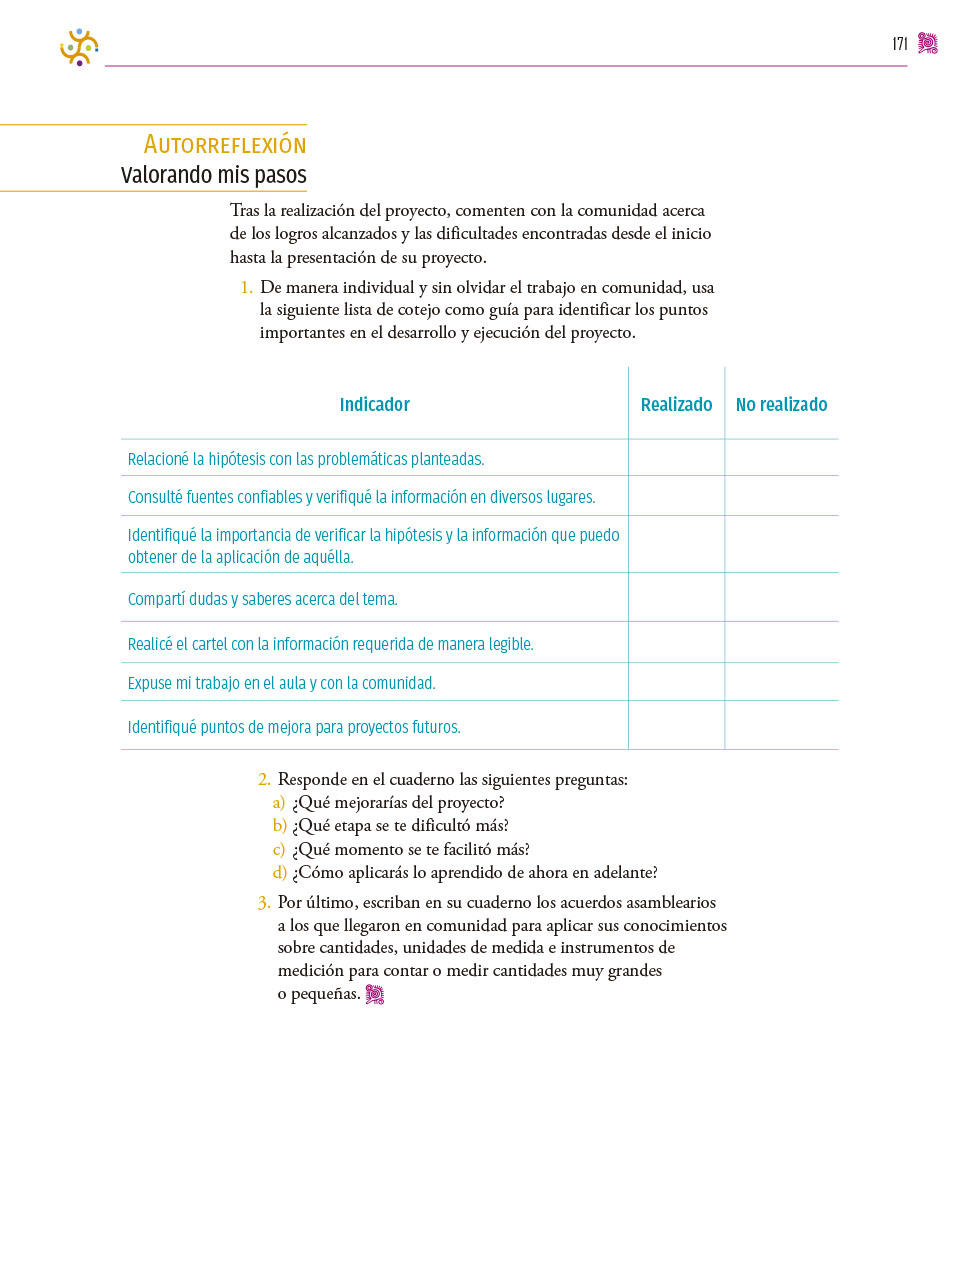 171
AUTORREFLEXIÓN
Valorando mis pasos
Tras la realización del proyecto, comenten con la comunidad acerca
de los logros alcanzados y las dificultades encontradas desde el inicio
hasta la presentación de su proyecto.
1. De manera individual y sin olvidar el trabajo en comunidad, usa
la siguiente lista de cotejo como guía para identificar los puntos
importantes en el desarrollo y ejecución del proyecto.
Indicador Realizado No realizado
Relacioné la hipótesis con las problemáticas planteadas.
Consulté fuentes confiables y verifiqué la información en diversos lugares.
Identifiqué la importancia de verificar la hipótesis y la información que puedo
obtener de la aplicación de aquélla.
Compartí dudas y saberes acerca del tema.
Realicé el cartel con la información requerida de manera legible.
Expuse mi trabajo en el aula y con la comunidad.
Identifiqué puntos de mejora para proyectos futuros.
2. Responde en el cuaderno las siguientes preguntas:
a) ¿Qué mejorarías del proyecto?
b) ¿Qué etapa se te dificultó más?
c) ¿Qué momento se te facilitó más?
d) ¿Cómo aplicarás lo aprendido de ahora en adelante?
3. Por último, escriban en su cuaderno los acuerdos asamblearios
a los que llegaron en comunidad para aplicar sus conocimientos
sobre cantidades, unidades de medida e instrumentos de
medición para contar o medir cantidades muy grandes
o pequeñas.